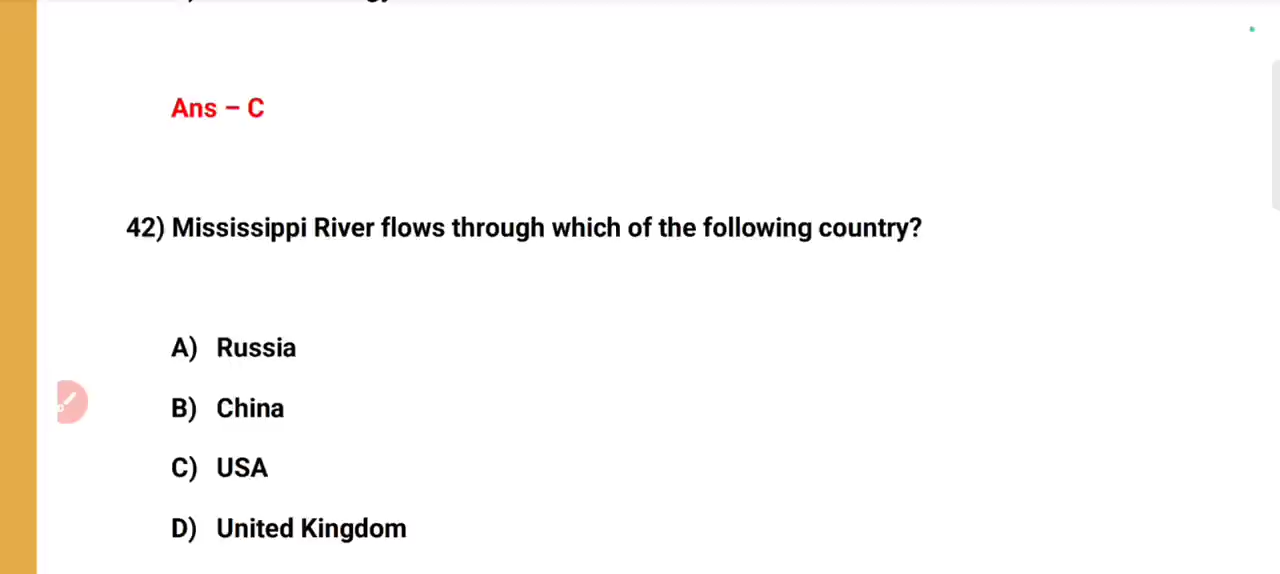 Ans – C
42) Mississippi River flows through which of the following country?
A) Russia
B) China
C) USA
D) United Kingdom